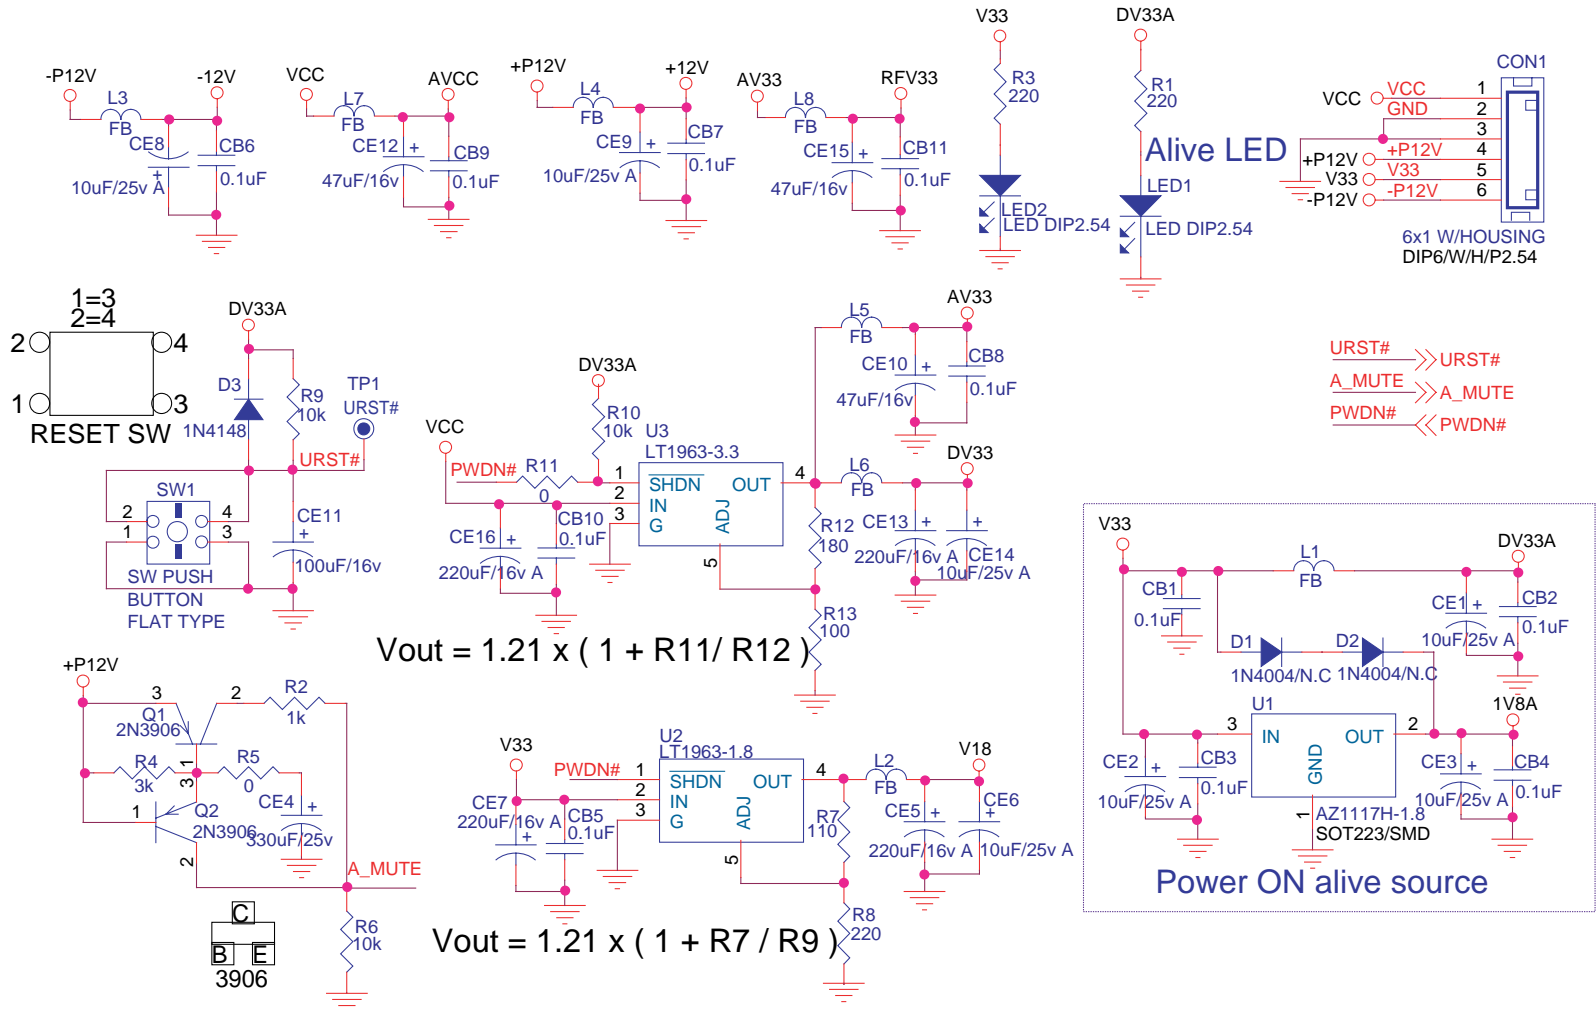 -P12V
-12V
L3
FB
CE8
CB6
10uF/25v A
+
0.1uF
VCC
AVCC
L7
FB
CE12
+
CB9
47uF/16v
0.1uF
+P12V
+12V
L4
FB
CE9
+
CB7
10uF/25v A
0.1uF
AV33
RFV33
L8
FB
CE15
+
CB11
47uF/16v
0.1uF
V33
R3
220
LED2
LED DIP2.54
DV33A
R1
220
Alive LED
LED1
LED DIP2.54
CON1
VCC
VCC
1
GND
2
3
+P12V
+P12V
4
V33
V33
5
-P12V
-P12V
6
6x1 W/HOUSING
DIP6/W/H/P2.54
1=3
2=4
2
4
1
3
RESET SW
DV33A
D3
1N4148
R9
10k
TP1
URST#
URST#
SW1
2
4
1
3
SW PUSH
BUTTON
FLAT TYPE
CE11
+
100uF/16v
VCC
PWDN#
R11
0
DV33A
R10
10k
U3
LT1963-3.3
1
SHDN
2
IN
3
G
OUT
4
ADJ
5
CE16
+
220uF/16v A
CB10
0.1uF
L5
FB
AV33
CE10
+
47uF/16v
CB8
0.1uF
L6
FB
DV33
R12
180
CE13
+
220uF/16v A
+
CE14
10uF/25v A
R13
100
Vout = 1.21 x ( 1 + R11/ R12 )
URST#
URST#
A_MUTE
A_MUTE
PWDN#
PWDN#
+P12V
3
2
R2
1k
Q1
2N3906
1
R4
3k
R5
0
3
1
Q2
2N3906
2
CE4
+
330uF/25v
A_MUTE
R6
10k
C
B
E
3906
V33
PWDN#
U2
LT1963-1.8
1
SHDN
2
IN
3
G
OUT
4
ADJ
5
CE7
220uF/16v A
+
CB5
0.1uF
L2
FB
V18
R7
110
CE5
+
220uF/16v A
CE6
+
10uF/25v A
R8
220
Vout = 1.21 x ( 1 + R7 / R9 )
V33
L1
FB
DV33A
CB1
0.1uF
CE1
+
10uF/25v A
CB2
0.1uF
D1
1N4004/N.C
D2
1N4004/N.C
U1
3
IN
OUT
2
GND
1
1V8A
CE2
+
10uF/25v A
CB3
0.1uF
CE3
+
10uF/25v A
CB4
0.1uF
AZ1117H-1.8
SOT223/SMD
Power ON alive source